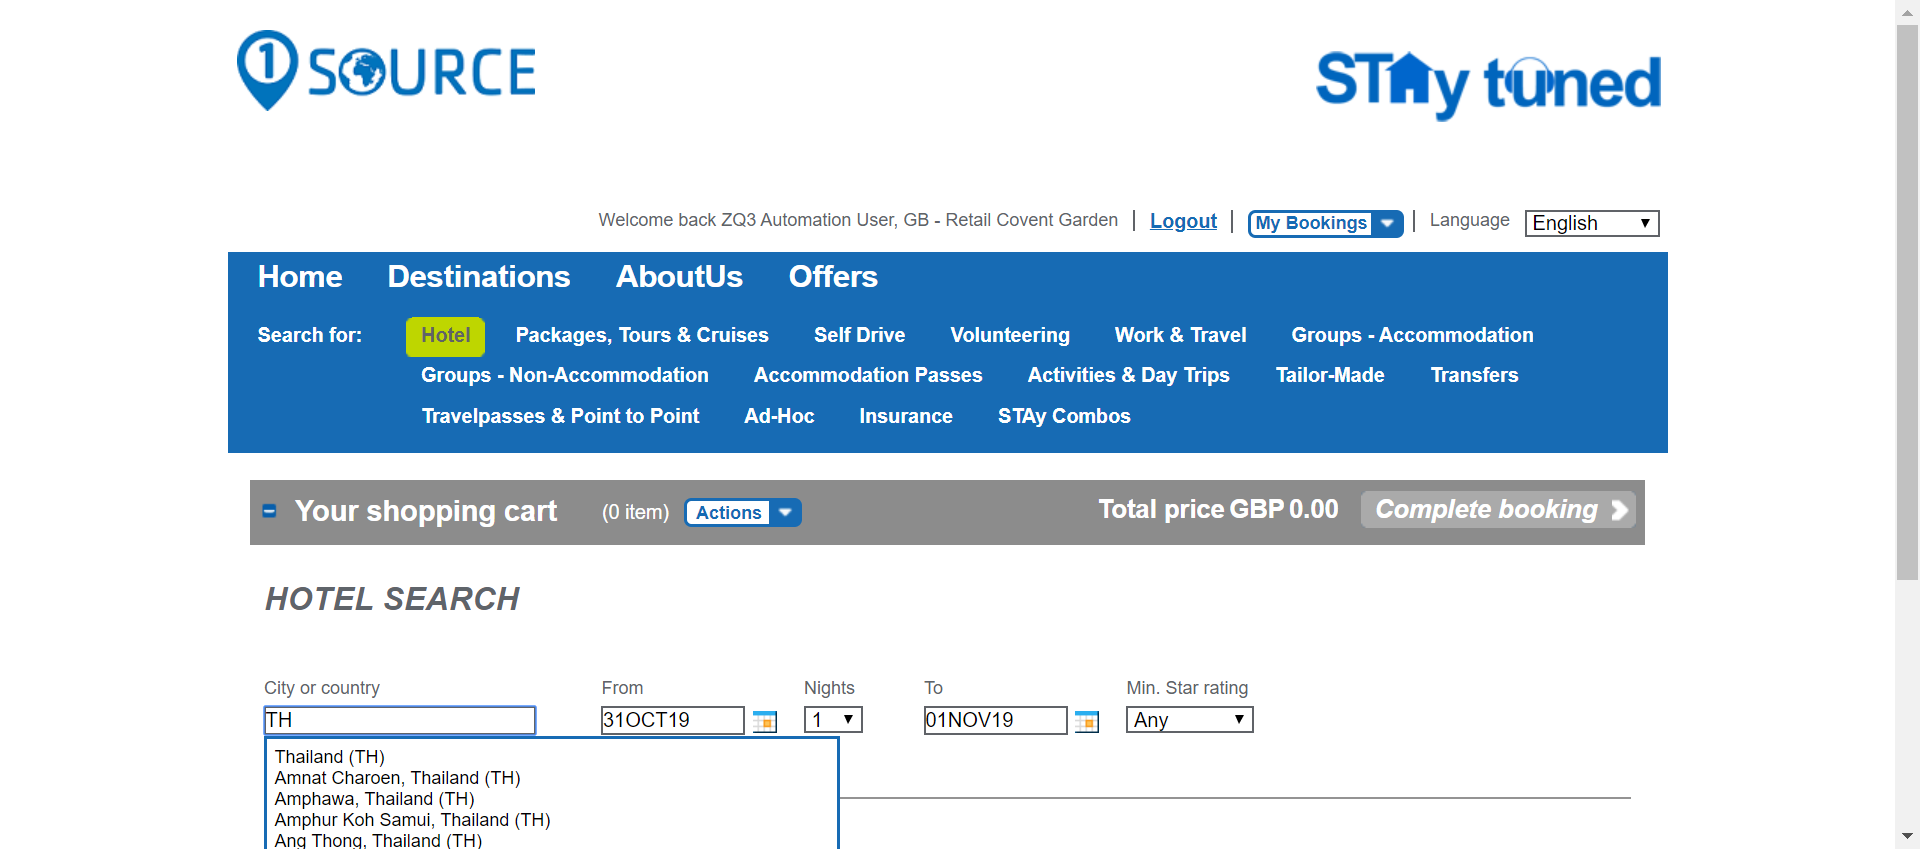 1 SOURCE
STAy tuned
Welcome back ZQ3 Automation User, GB - Retail Covent Garden | Logout | My Bookings | Language English
Home Destinations AboutUs Offers
Search for: Hotel Packages, Tours & Cruises Self Drive Volunteering Work & Travel Groups - Accommodation
Groups - Non-Accommodation Accommodation Passes Activities & Day Trips Tailor-Made Transfers
Travelpasses & Point to Point Ad-Hoc Insurance STAy Combos
Your shopping cart (0 item) Actions Total price GBP 0.00 Complete booking
HOTEL SEARCH
City or country From Nights To Min. Star rating
TH 31OCT19 1 01NOV19 Any
Thailand (TH)
Amnat Charoen, Thailand (TH)
Amphawa, Thailand (TH)
Amphur Koh Samui, Thailand (TH)
Ang Thong, Thailand (TH)